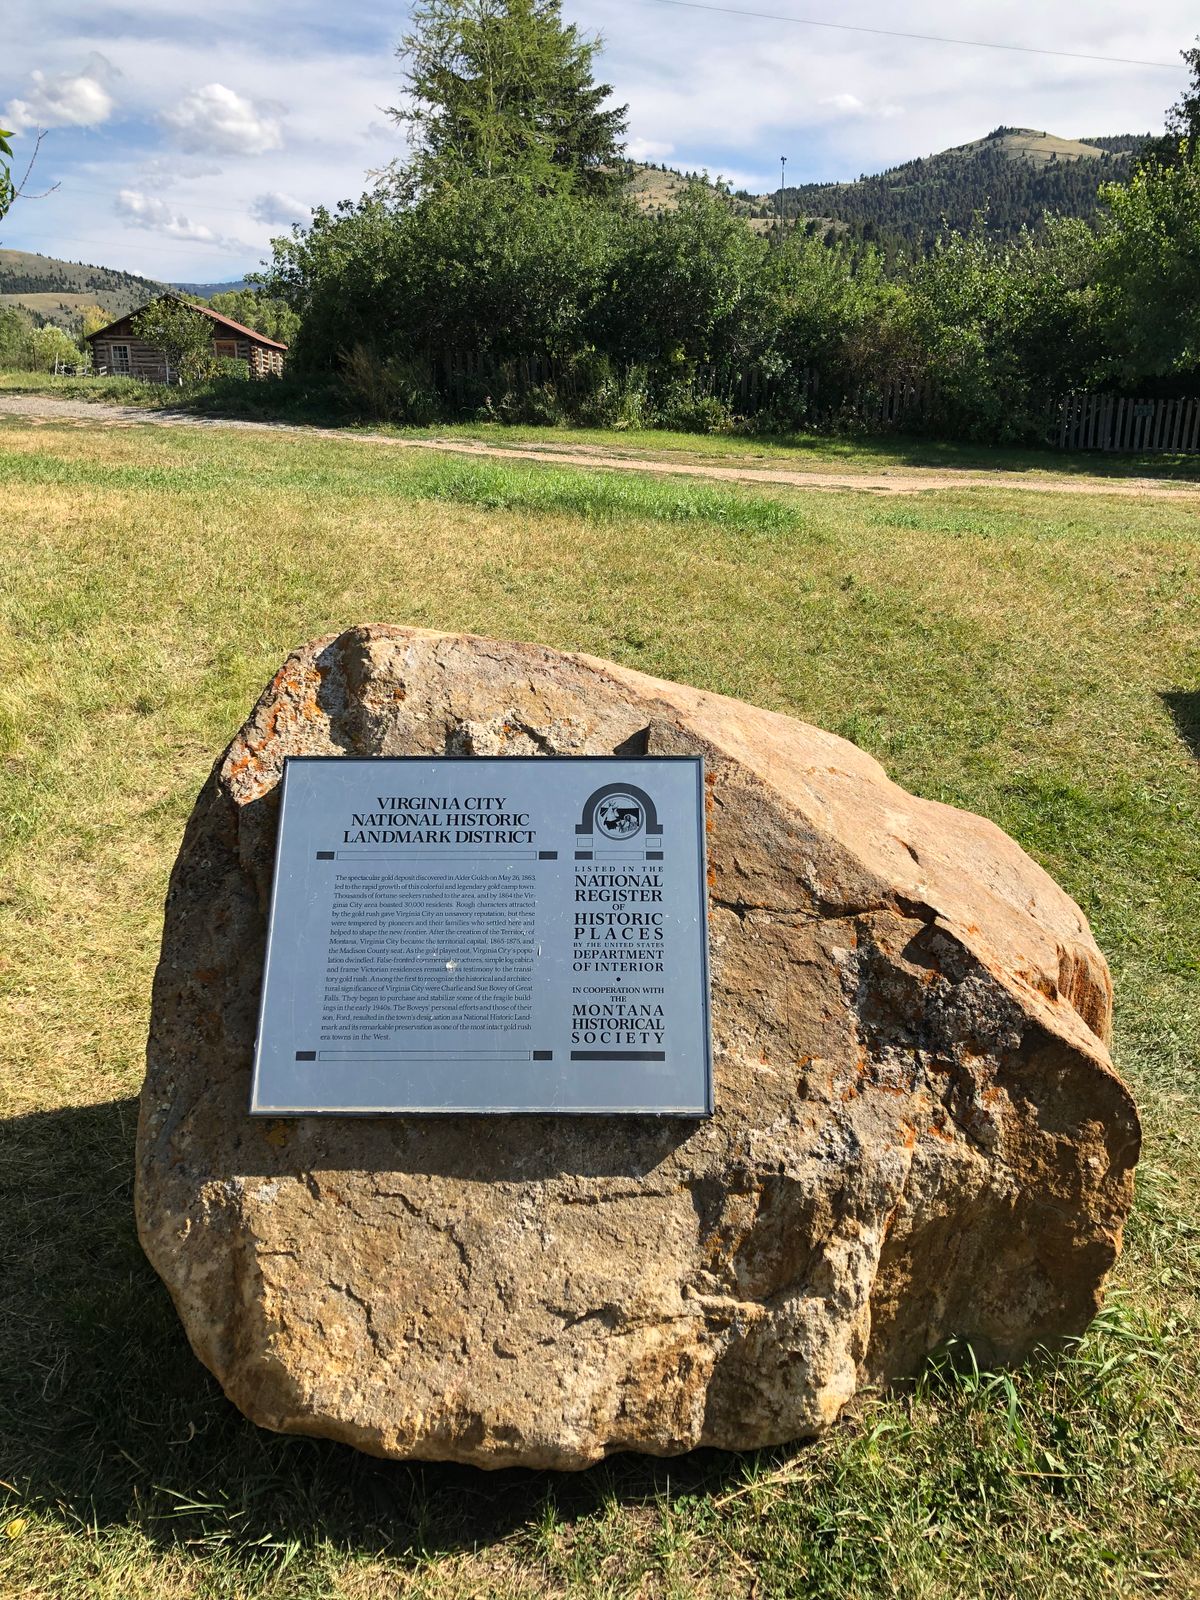 VIRGINIA CITY
NATIONAL HISTORIC
LANDMARK DISTRICT
The spectacular gold deposit discovered in Alder Gulch on May 26, 1863,
led to the rapid growth of this colorful and legendary gold camp town.
Thousands of fortune-seekers rushed to the area, and by 1864 the Vir-
ginia City area boasted 30,000 residents. Rough characters attracted
by the gold rush gave Virginia City an unsavory reputation, but these
were tempered by pioneers and their families who settled here and
helped to shape the new frontier. After the creation of the Territory of
Montana, Virginia City became the territorial capital, 1865-1875, and
the Madison County seat. As the gold played out, Virginia City's popu-
lation dwindled. False-fronted commercial structures, simple log cabins
and frame Victorian residences remain as testimony to the transi-
tory gold rush. Among the first to recognize the historical and architec-
tural significance of Virginia City were Charlie and Sue Bovey of Great
Falls. They began to purchase and stabilize some of the fragile build-
ings in the early 1940s. The Boveys' personal efforts and those of their
son, Ford, resulted in the town's designation as a National Historic Land-
mark and its remarkable preservation as one of the most intact gold rush
era towns in the West.
LISTED IN THE
NATIONAL
REGISTER
OF
HISTORIC
PLACES
BY THE UNITED STATES
DEPARTMENT
OF INTERIOR
•
IN COOPERATION WITH
THE
MONTANA
HISTORICAL
SOCIETY